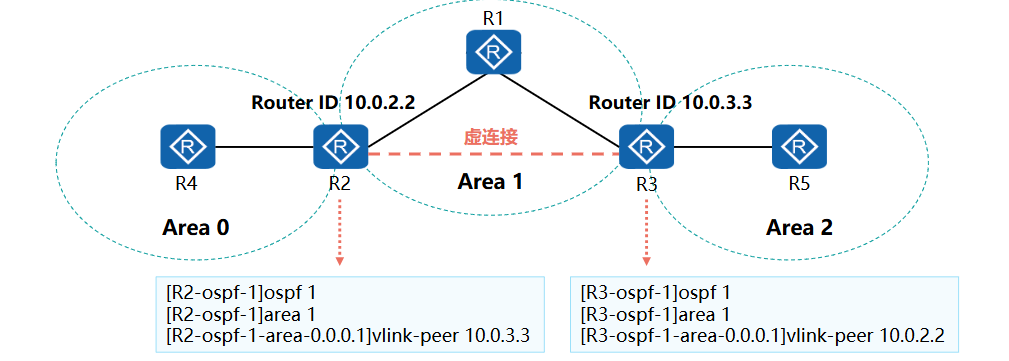 R1
Router ID 10.0.2.2
Router ID 10.0.3.3
虚连接
R
R
R
R
R
R4
R2
Area 1
R3
R5
Area 0
Area 2
[R2-ospf-1]ospf 1
[R2-ospf-1]area 1
[R2-ospf-1-area-0.0.0.1]vlink-peer 10.0.3.3
[R3-ospf-1]ospf 1
[R3-ospf-1]area 1
[R3-ospf-1-area-0.0.0.1]vlink-peer 10.0.2.2